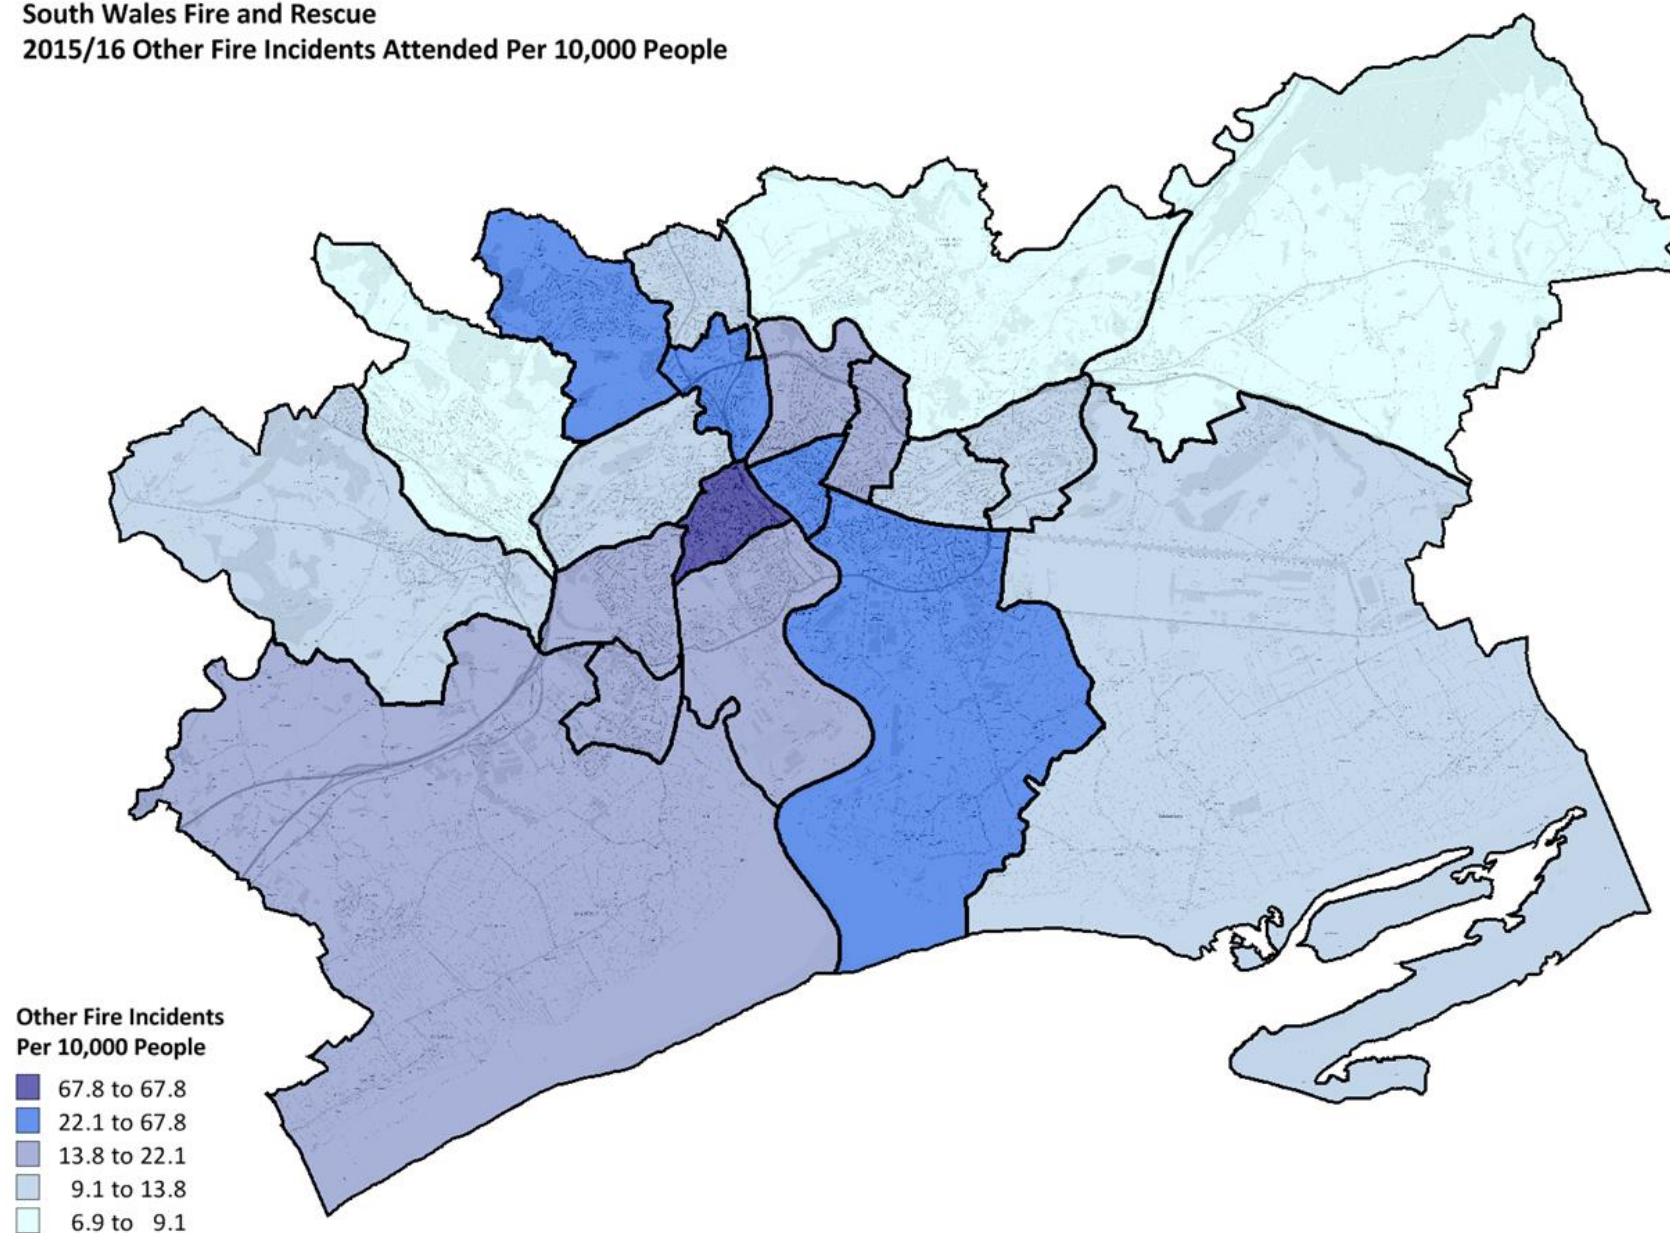 South Wales Fire and Rescue
2015/16 Other Fire Incidents Attended Per 10,000 People
Other Fire Incidents
Per 10,000 People
67.8 to 67.8
22.1 to 67.8
13.8 to 22.1
9.1 to 13.8
6.9 to 9.1